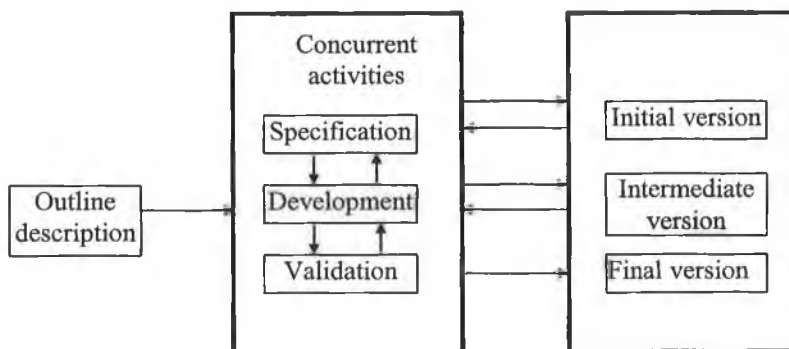 Concurrent
activities
Specification
Development
Validation
Outline
description
Initial version
Intermediate
version
Final version